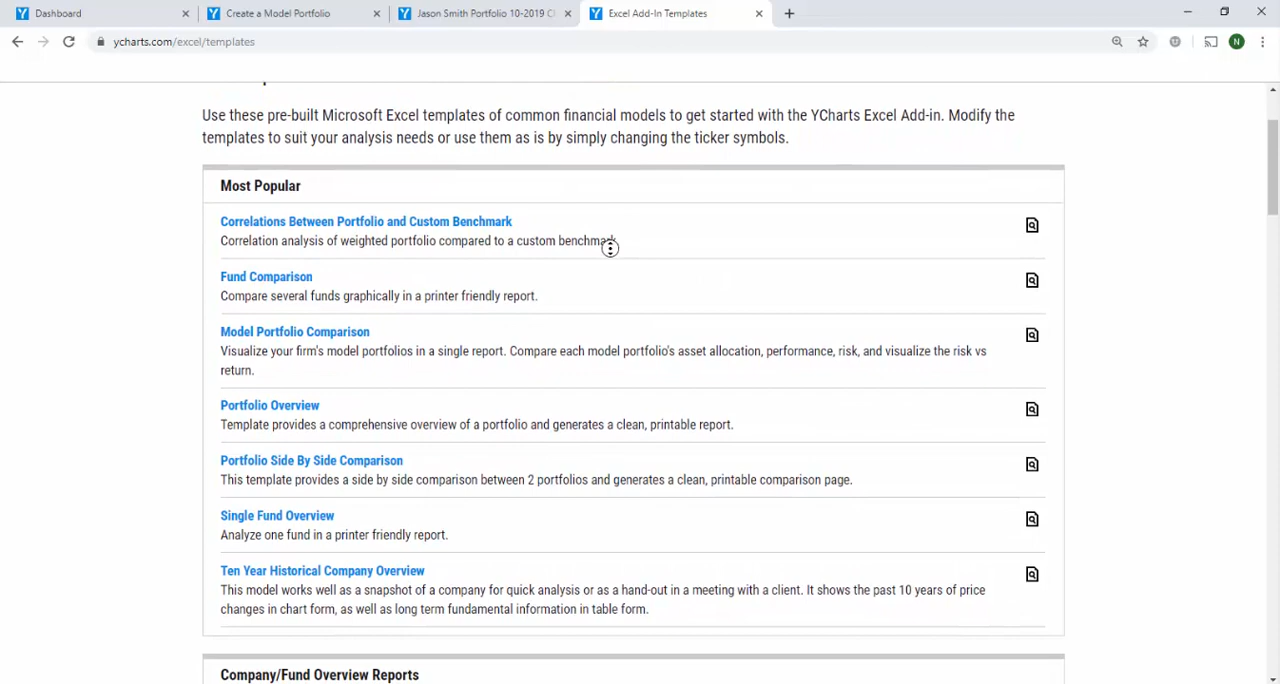 Dashboard
Create a Model Portfolio
Jason Smith Portfolio 10-2019 C
Excel Add-In Templates
ycharts.com/excel/templates
N
Use these pre-built Microsoft Excel templates of common financial models to get started with the YCharts Excel Add-in. Modify the
templates to suit your analysis needs or use them as is by simply changing the ticker symbols.
Most Popular
Correlations Between Portfolio and Custom Benchmark
Correlation analysis of weighted portfolio compared to a custom benchmark.
Fund Comparison
Compare several funds graphically in a printer friendly report.
Model Portfolio Comparison
Visualize your firm's model portfolios in a single report. Compare each model portfolio's asset allocation, performance, risk, and visualize the risk vs
return.
Portfolio Overview
Template provides a comprehensive overview of a portfolio and generates a clean, printable report.
Portfolio Side By Side Comparison
This template provides a side by side comparison between 2 portfolios and generates a clean, printable comparison page.
Single Fund Overview
Analyze one fund in a printer friendly report.
Ten Year Historical Company Overview
This model works well as a snapshot of a company for quick analysis or as a hand-out in a meeting with a client. It shows the past 10 years of price
changes in chart form, as well as long term fundamental information in table form.
Company/Fund Overview Reports